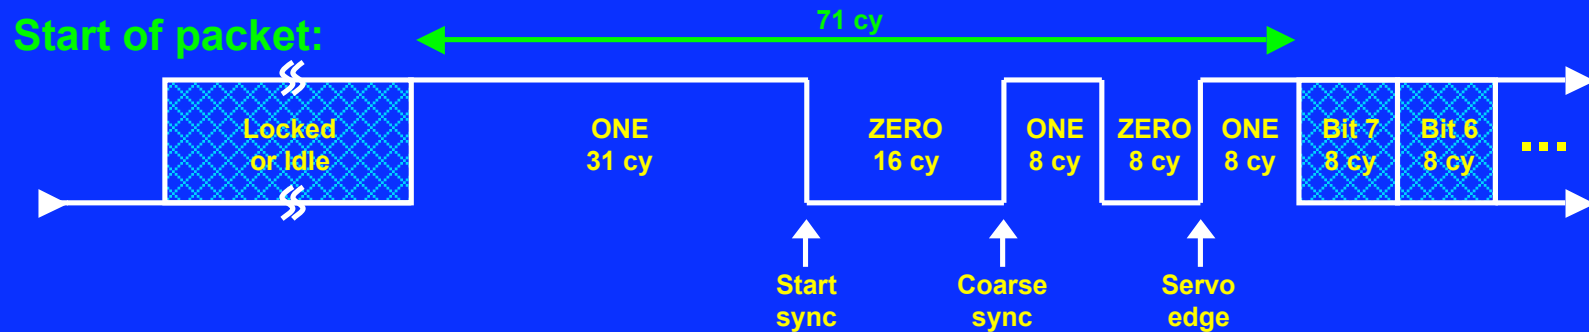 Start of packet:
71 cy
Locked
or Idle
ONE
31 cy
ZERO
16 cy
ONE
8 cy
ZERO
8 cy
ONE
8 cy
Bit 7
8 cy
Bit 6
8 cy
...
Start
sync
Coarse
sync
Servo
edge